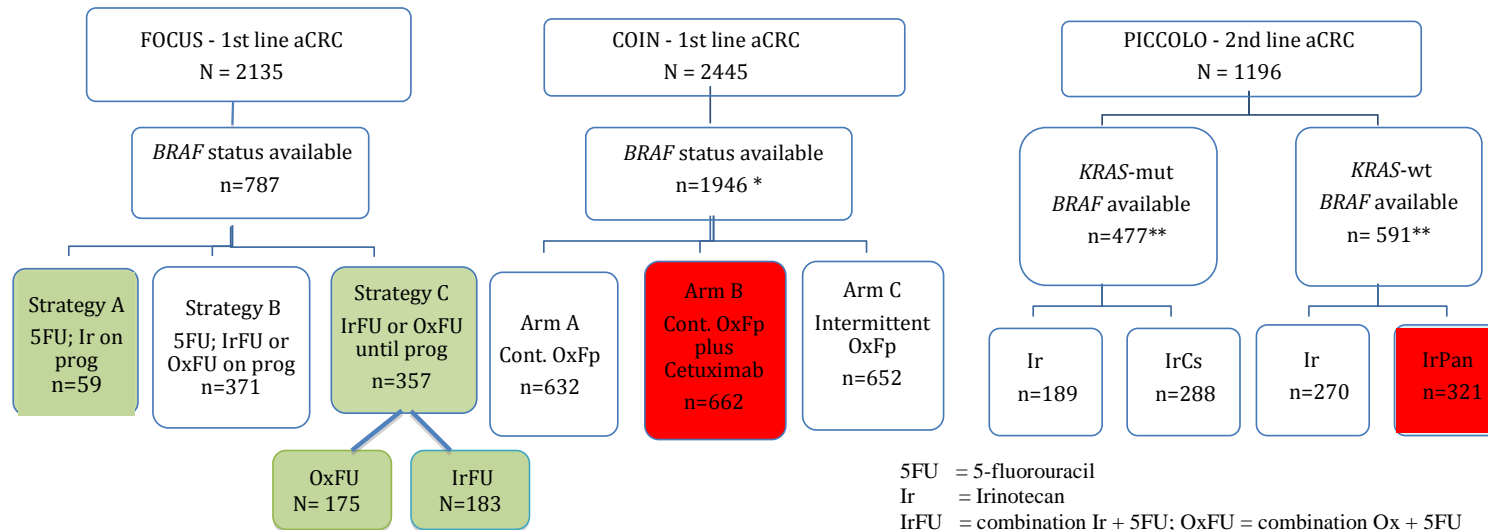 FOCUS - 1st line aCRC
N = 2135
BRAF status available
n=787
Strategy A
5FU; Ir on
prog
n=59
Strategy B
5FU; IrFU or
OxFU on prog
n=371
Strategy C
IrFU or OxFU
until prog
n=357
OxFU
N= 175
IrFU
N=183
COIN - 1st line aCRC
N = 2445
BRAF status available
n=1946 *
Arm A
Cont. OxFp
n=632
Arm B
Cont. OxFp
plus
Cetuximab
n=662
Arm C
Intermittent
OxFp
n=652
PICCOLO - 2nd line aCRC
N = 1196
KRAS-mut
BRAF available
n=477**
KRAS-wt
BRAF available
n= 591**
Ir
n=189
IrCs
n=288
Ir
n=270
IrPan
n=321
5FU = 5-fluorouracil
Ir = Irinotecan
IrFU = combination Ir + 5FU; OxFU = combination Ox + 5FU